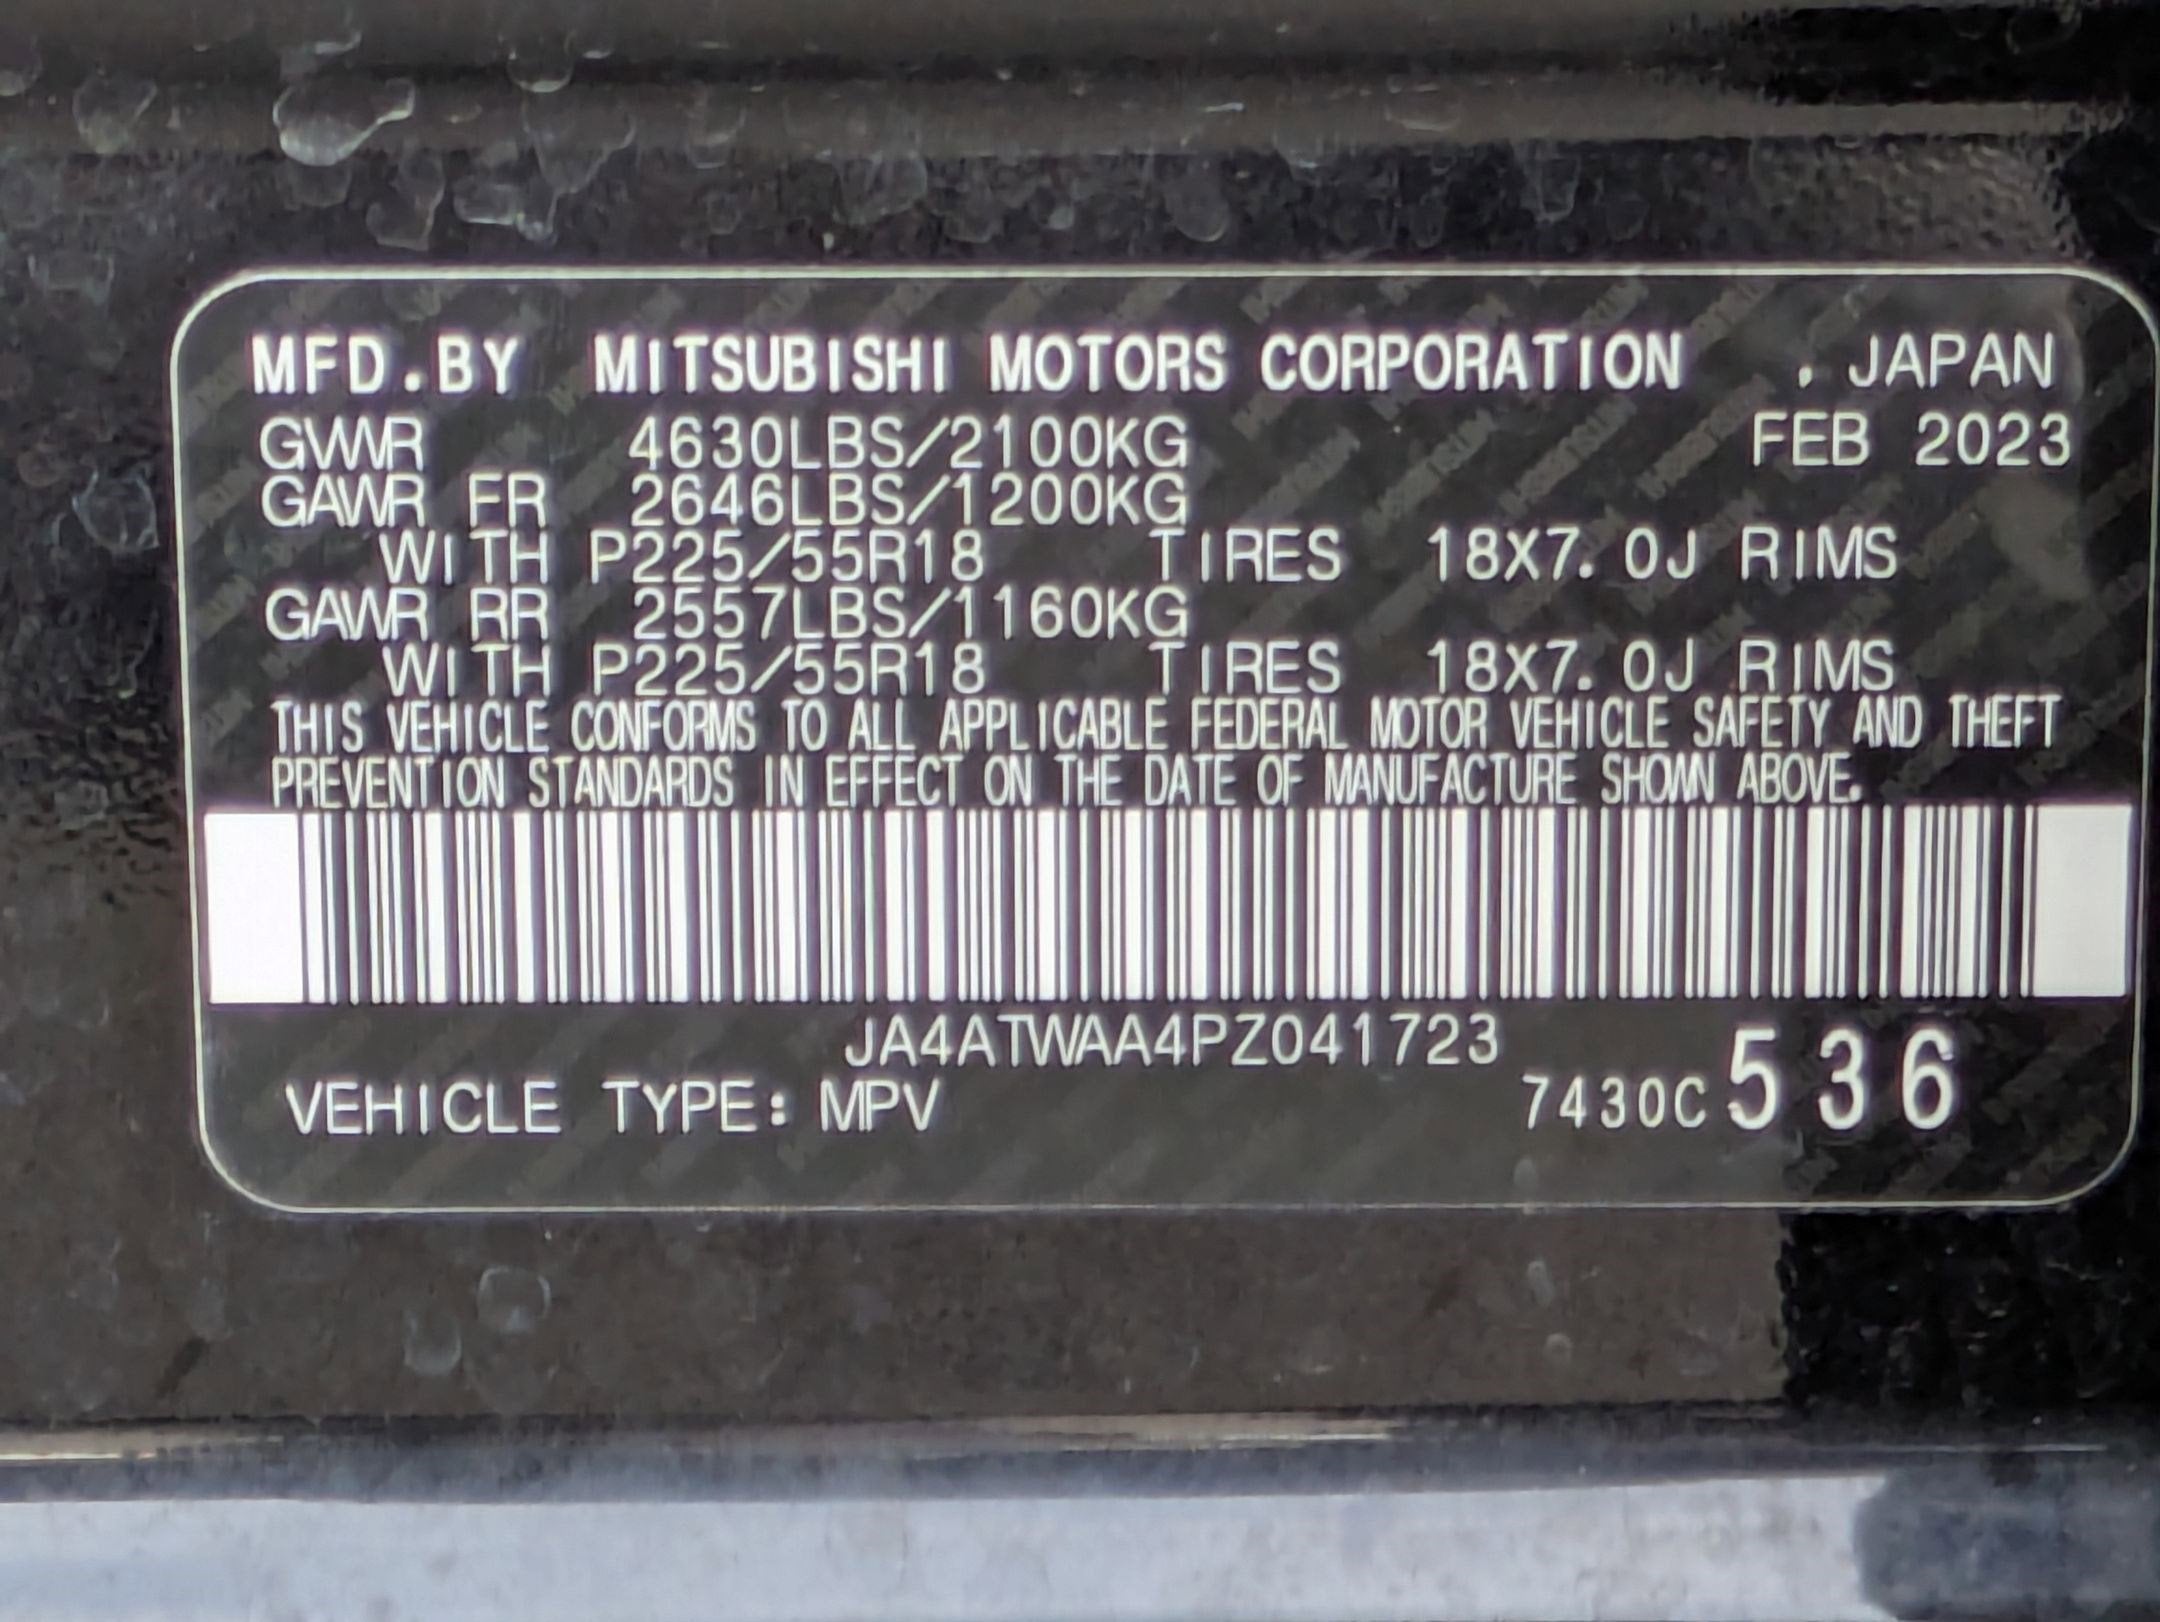 MFD.BY MITSUBISHI MOTORS CORPORATION , JAPAN
GVWR 4630LBS/2100KG FEB 2023
GAWR FR 2646LBS/1200KG
WITH P225/55R18 TIRES 18X7.0J RIMS
GAWR RR 2557LBS/1160KG
WITH P225/55R18 TIRES 18X7.0J RIMS
THIS VEHICLE CONFORMS TO ALL APPLICABLE FEDERAL MOTOR VEHICLE SAFETY AND THEFT
PREVENTION STANDARDS IN EFFECT ON THE DATE OF MANUFACTURE SHOWN ABOVE.
JA4ATWAA4PZ041723
VEHICLE TYPE: MPV 7430C 536